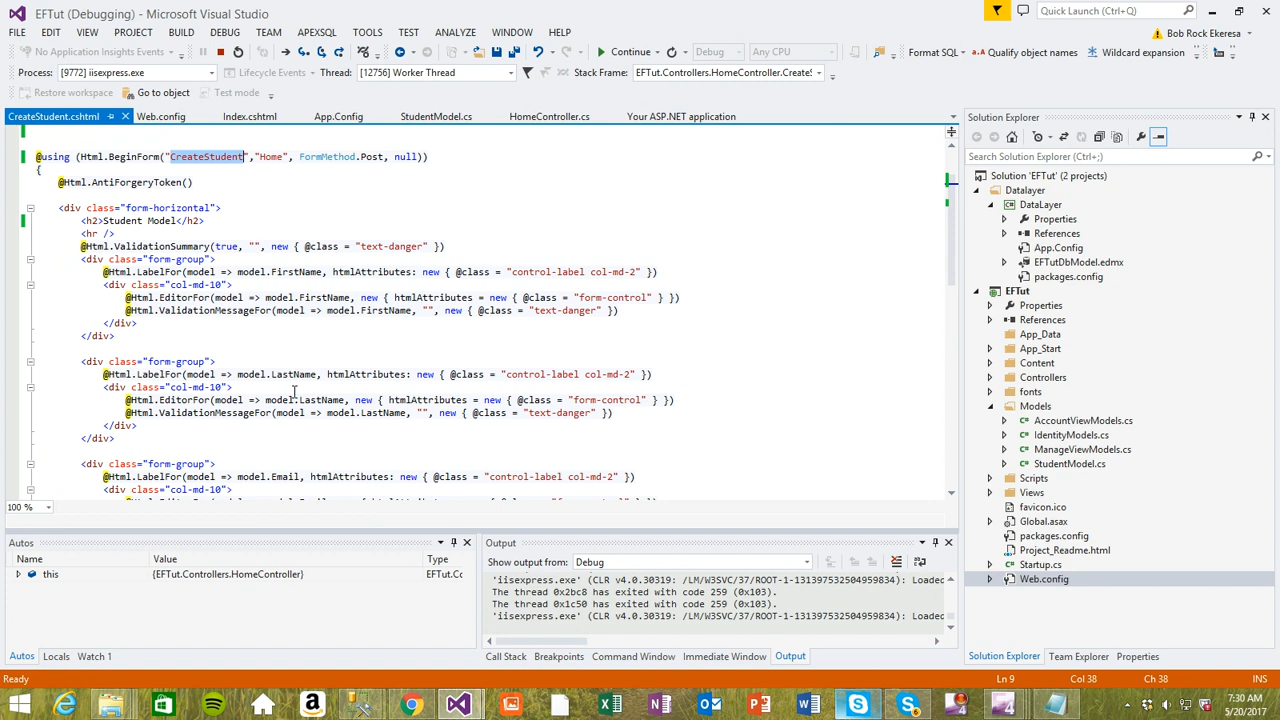 EFTut (Debugging) - Microsoft Visual Studio
Quick Launch (Ctrl+Q)
FILE EDIT VIEW PROJECT BUILD DEBUG TEAM APEXSQL TOOLS TEST ANALYZE WINDOW HELP
Bob Rock Ekeresa
No Application Insights Events
Continue
Debug
Any CPU
Format SQL
Qualify object names
Wildcard expansion
Process: [9772] iisexpress.exe
Lifecycle Events
Thread: [12756] Worker Thread
Stack Frame: EFTut.Controllers.HomeController.CreateS
Restore workspace
Go to object
Test mode
CreateStudent.cshtml
Web.config
Index.cshtml
App.Config
StudentModel.cs
HomeController.cs
Your ASP.NET application
@using (Html.BeginForm("CreateStudent","Home", FormMethod.Post, null))
{
@Html.AntiForgeryToken()
<div class="form-horizontal">
<h2>Student Model</h2>
<hr />
@Html.ValidationSummary(true, "", new { @class = "text-danger" })
<div class="form-group">
@Html.LabelFor(model => model.FirstName, htmlAttributes: new { @class = "control-label col-md-2" })
<div class="col-md-10">
@Html.EditorFor(model => model.FirstName, new { htmlAttributes = new { @class = "form-control" } })
@Html.ValidationMessageFor(model => model.FirstName, "", new { @class = "text-danger" })
</div>
</div>
<div class="form-group">
@Html.LabelFor(model => model.LastName, htmlAttributes: new { @class = "control-label col-md-2" })
<div class="col-md-10">
@Html.EditorFor(model => model.LastName, new { htmlAttributes = new { @class = "form-control" } })
@Html.ValidationMessageFor(model => model.LastName, "", new { @class = "text-danger" })
</div>
</div>
<div class="form-group">
@Html.LabelFor(model => model.Email, htmlAttributes: new { @class = "control-label col-md-2" })
<div class="col-md-10">
100 %
Solution Explorer
Search Solution Explorer (Ctrl+;)
Solution 'EFTut' (2 projects)
Datalayer
DataLayer
Properties
References
App.Config
EFTutDbModel.edmx
packages.config
EFTut
Properties
References
App_Data
App_Start
Content
Controllers
fonts
Models
AccountViewModels.cs
IdentityModels.cs
ManageViewModels.cs
StudentModel.cs
Scripts
Views
favicon.ico
Global.asax
packages.config
Project_Readme.html
Startup.cs
Web.config
Solution Explorer
Team Explorer
Properties
Autos
Name Value Type
this {EFTut.Controllers.HomeController} EFTut.Cc
Autos
Locals
Watch 1
Output
Show output from: Debug
'iisexpress.exe' (CLR v4.0.30319: /LM/W3SVC/37/ROOT-1-131397532504959834): Loaded
The thread 0x2bc8 has exited with code 259 (0x103).
The thread 0x1c50 has exited with code 259 (0x103).
'iisexpress.exe' (CLR v4.0.30319: /LM/W3SVC/37/ROOT-1-131397532504959834): Loaded
Call Stack
Breakpoints
Command Window
Immediate Window
Output
Ready
Ln 9
Col 38
Ch 38
INS
7:30 AM
5/20/2017